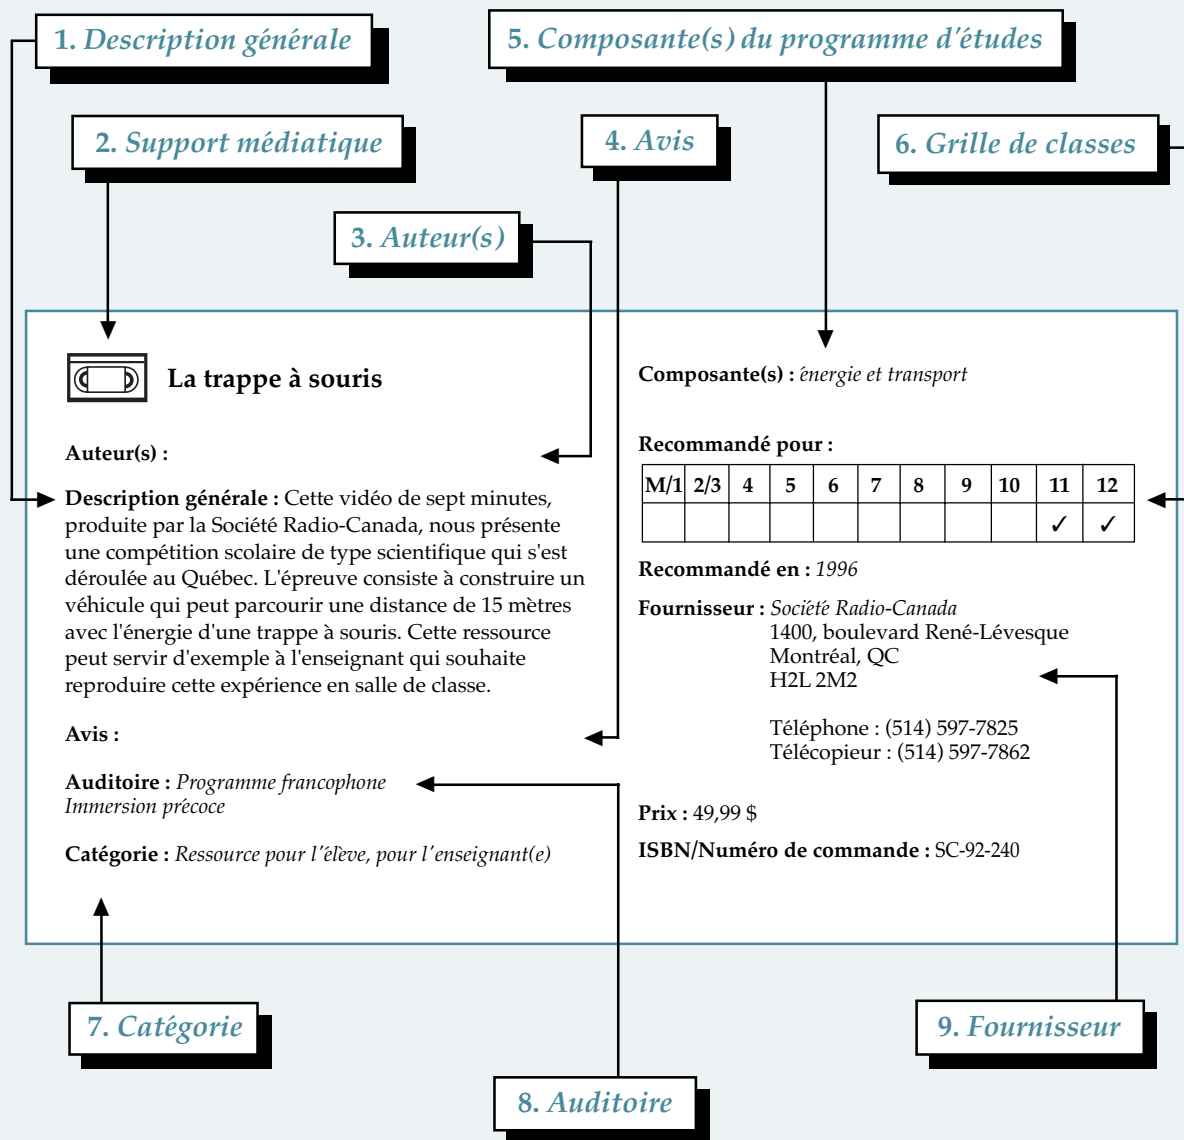 1. Description générale
5. Composante(s) du programme d'études
2. Support médiatique
4. Avis
6. Grille de classes
3. Auteur(s)
La trappe à souris
Auteur(s) :
Description générale : Cette vidéo de sept minutes,
produite par la Société Radio-Canada, nous présente
une compétition scolaire de type scientifique qui s'est
déroulée au Québec. L'épreuve consiste à construire un
véhicule qui peut parcourir une distance de 15 mètres
avec l'énergie d'une trappe à souris. Cette ressource
peut servir d'exemple à l'enseignant qui souhaite
reproduire cette expérience en salle de classe.
Avis :
Auditoire : Programme francophone
Immersion précoce
Catégorie : Ressource pour l'élève, pour l'enseignant(e)
Composante(s) : énergie et transport
Recommandé pour :
M/1 2/3 4 5 6 7 8 9 10 11 12
✓ ✓
Recommandé en : 1996
Fournisseur : Société Radio-Canada
1400, boulevard René-Lévesque
Montréal, QC
H2L 2M2
Téléphone : (514) 597-7825
Télécopieur : (514) 597-7862
Prix : 49,99 $
ISBN/Numéro de commande : SC-92-240
7. Catégorie
9. Fournisseur
8. Auditoire